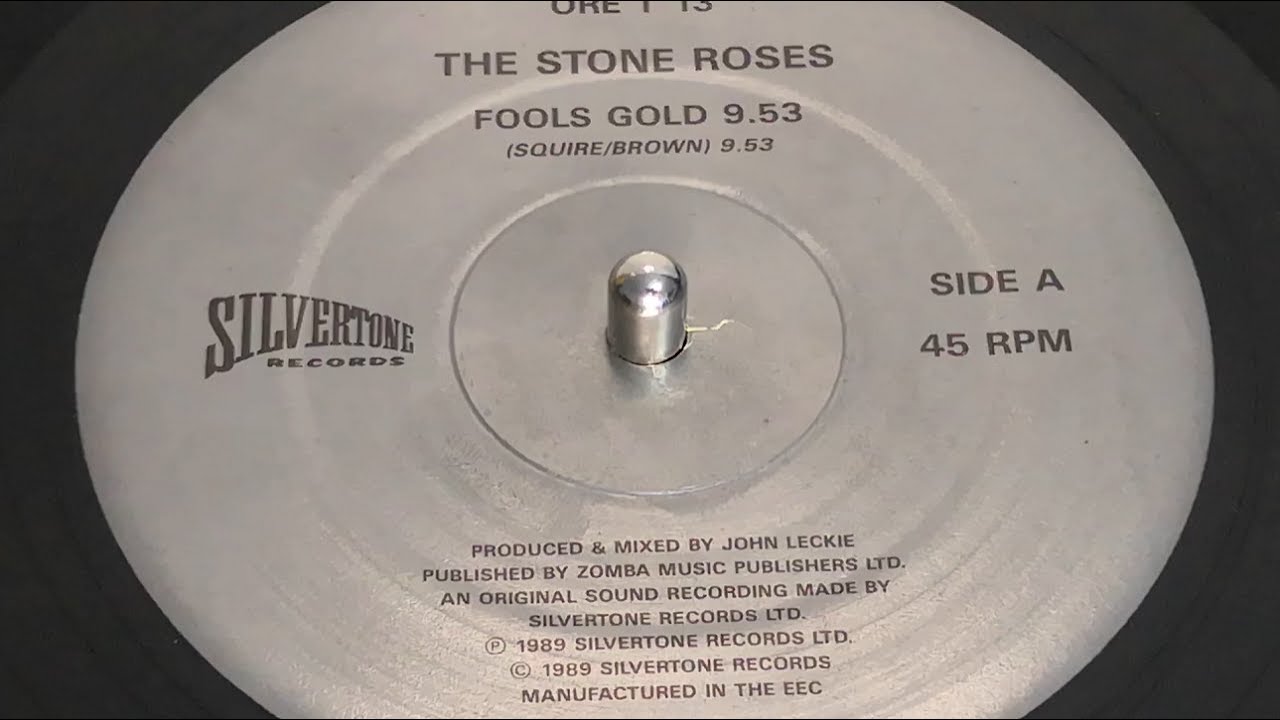 ORE T 13
THE STONE ROSES
FOOLS GOLD 9.53
(SQUIRE/BROWN) 9.53
SILVERTONE
RECORDS
SIDE A
45 RPM
PRODUCED & MIXED BY JOHN LECKIE
PUBLISHED BY ZOMBA MUSIC PUBLISHERS LTD.
AN ORIGINAL SOUND RECORDING MADE BY
SILVERTONE RECORDS LTD.
Ⓟ 1989 SILVERTONE RECORDS LTD.
© 1989 SILVERTONE RECORDS
MANUFACTURED IN THE EEC